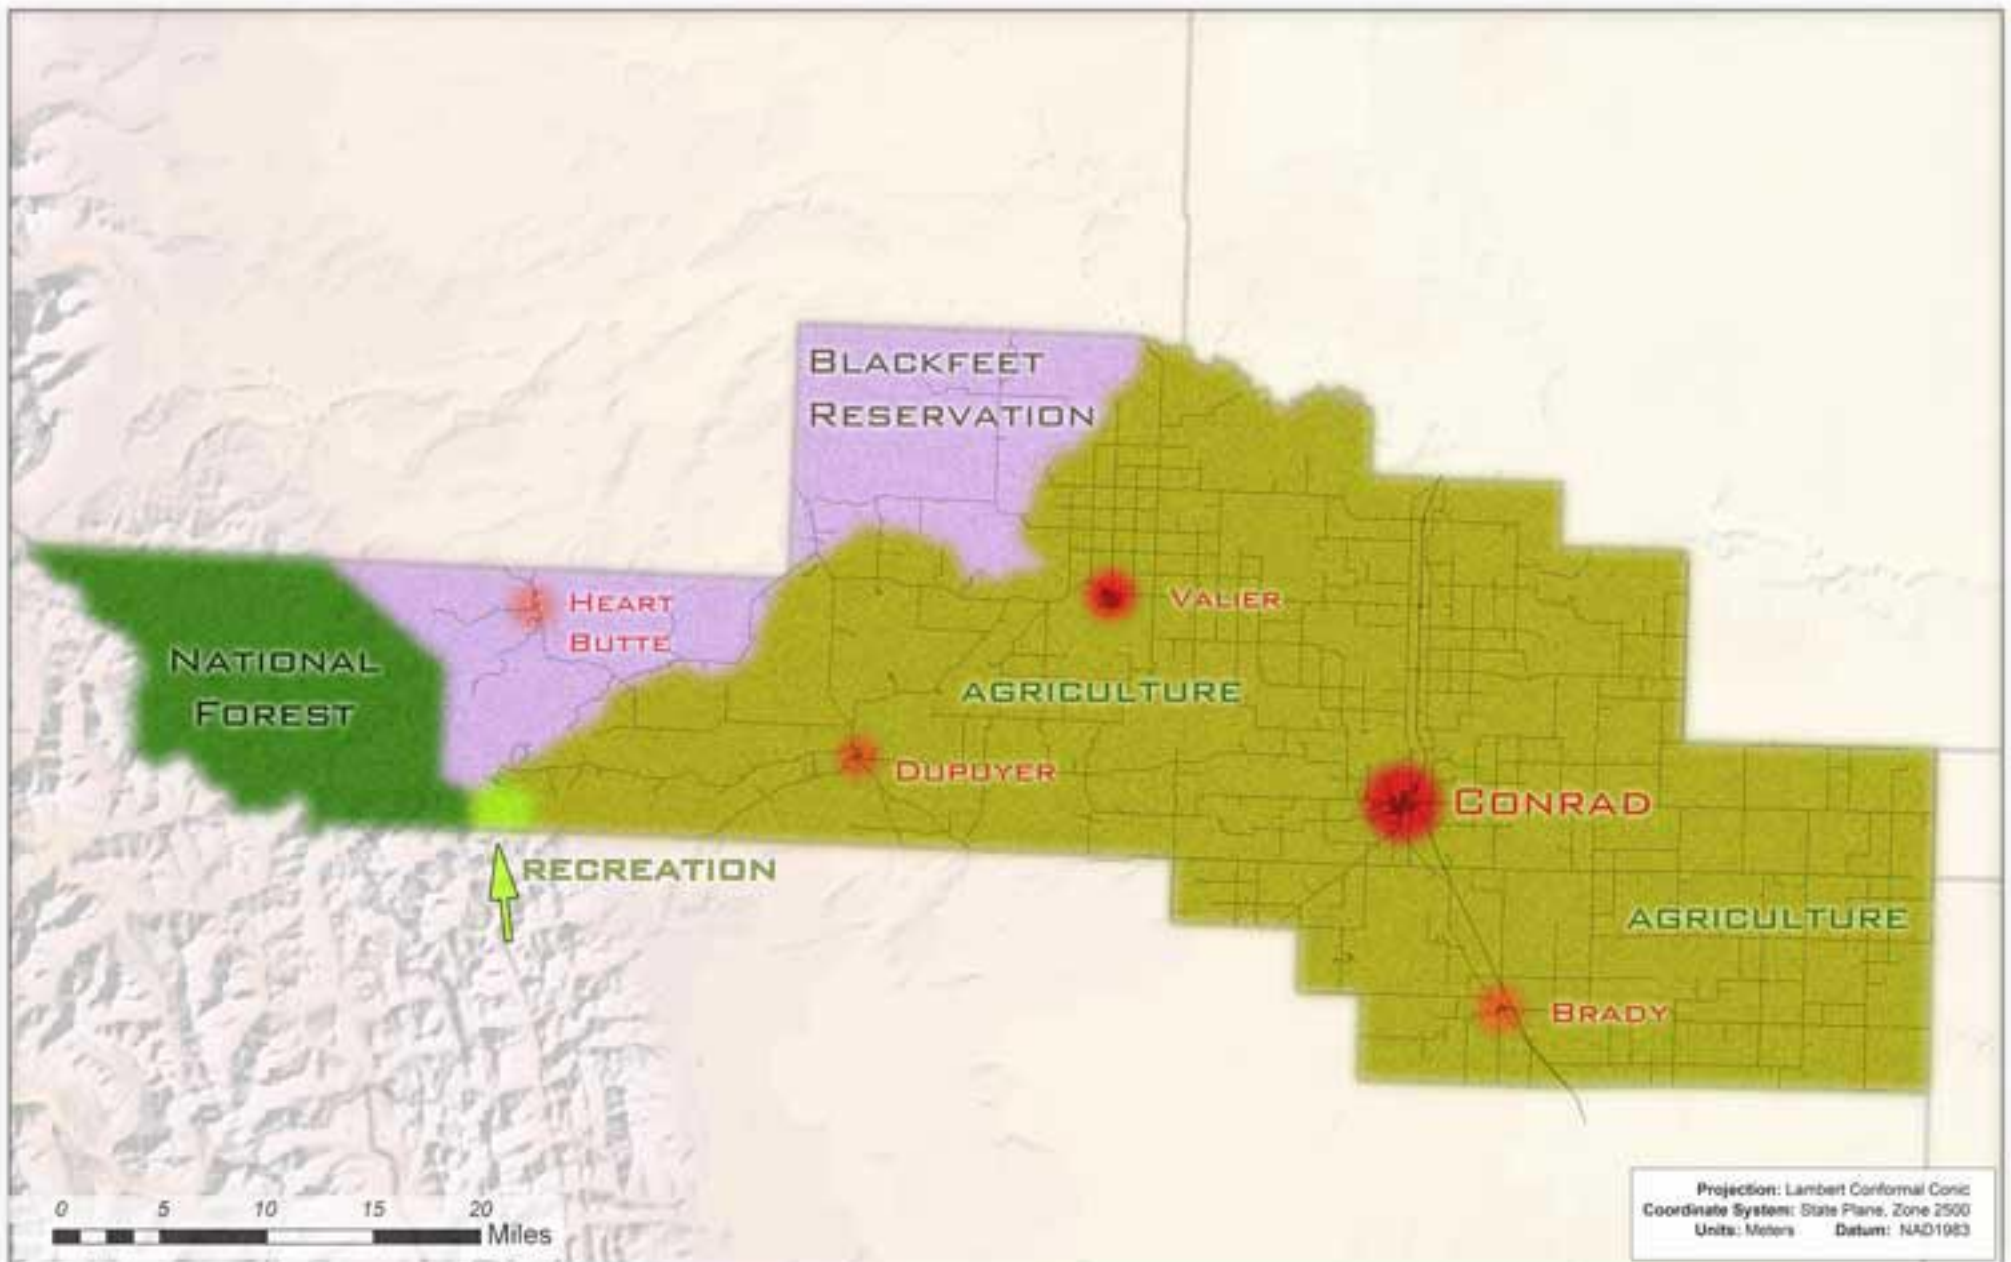 BLACKFEET
RESERVATION
HEART
BUTTE
VALIER
NATIONAL
FOREST
AGRICULTURE
DUPUYER
CONRAD
RECREATION
AGRICULTURE
BRADY
0 5 10 15 20
Miles
Projection: Lambert Conformal Conic
Coordinate System: State Plane, Zone 2500
Units: Meters Datum: NAD1983